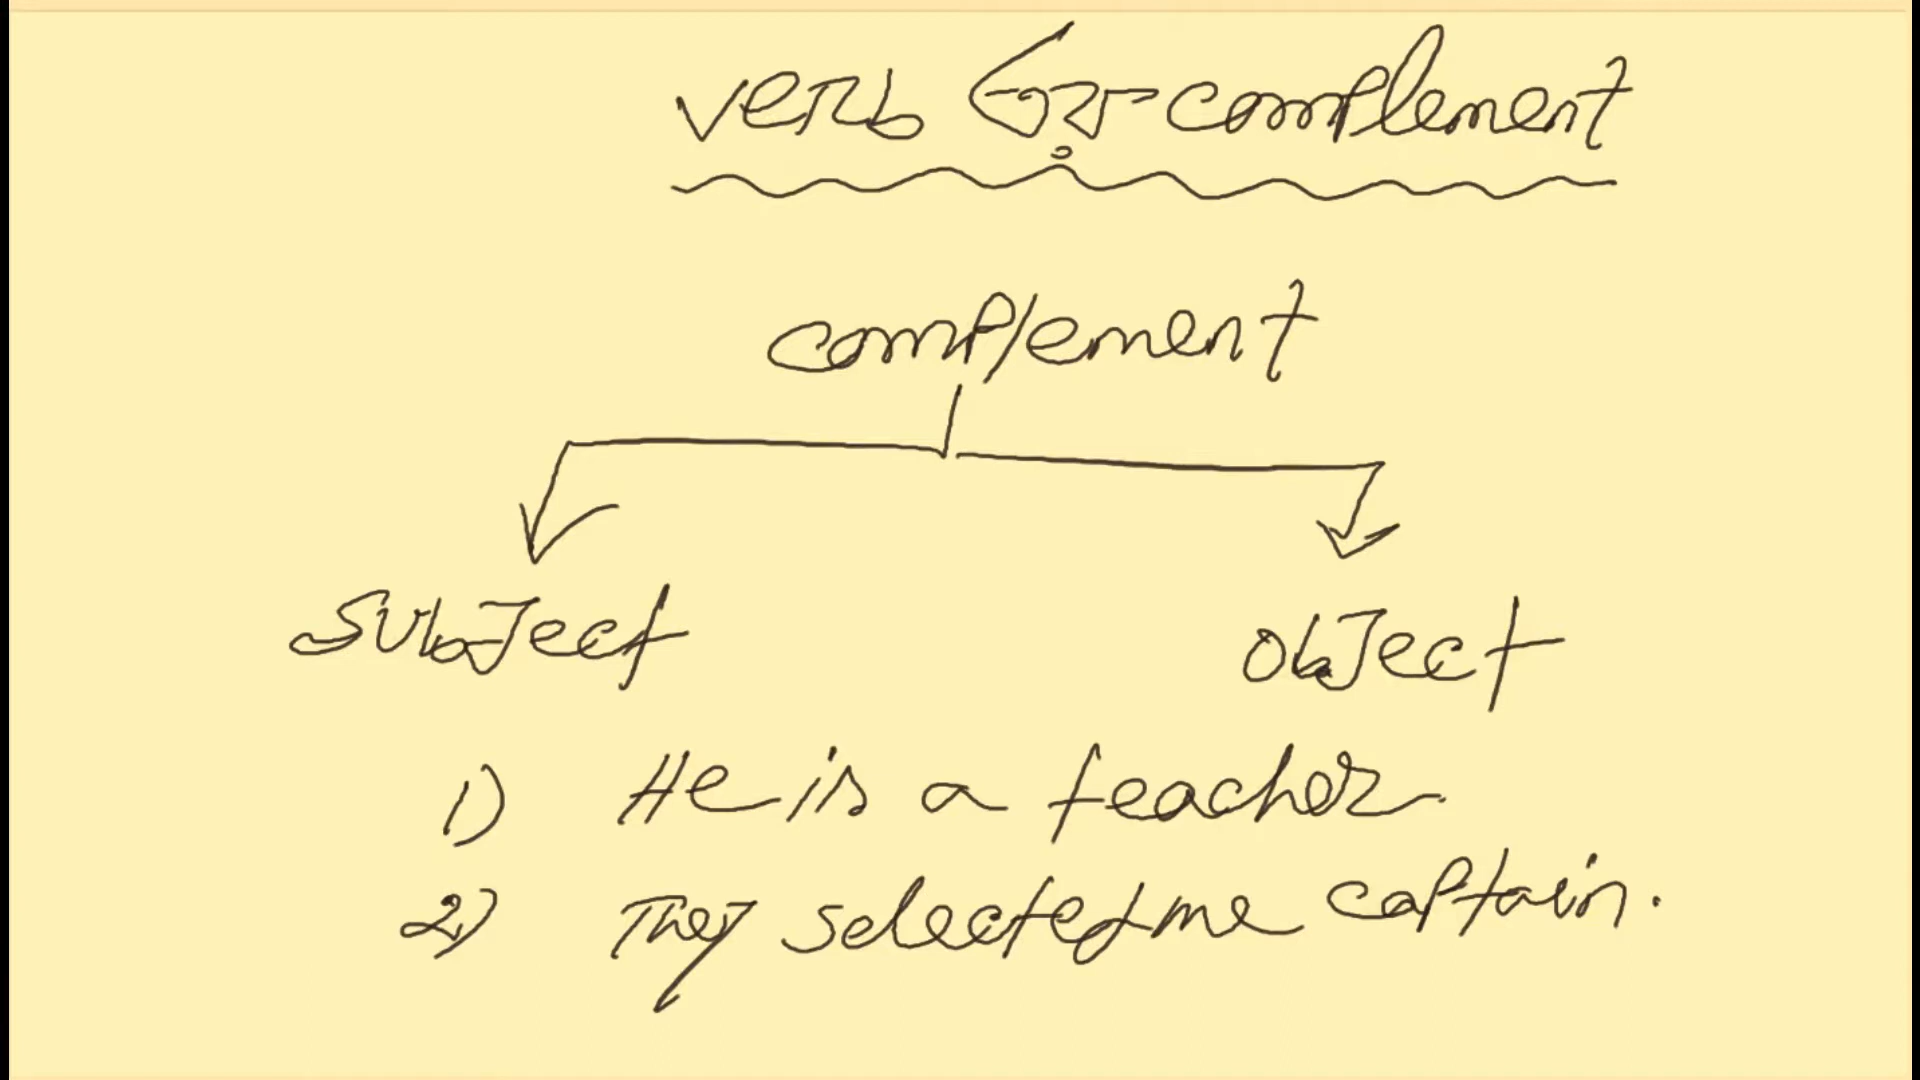 verb এর complement
complement
subject object
1) He is a teacher
2) They selected me captain.